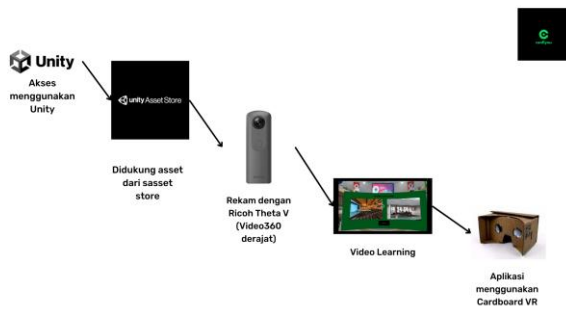 Unity
Akses
menggunakan
Unity
unity Asset Store
Didukung asset
dari sasset
store
Rekam dengan
Ricoh Theta V
(Video360
derajat)
Video Learning
Aplikasi
menggunakan
Cardboard VR